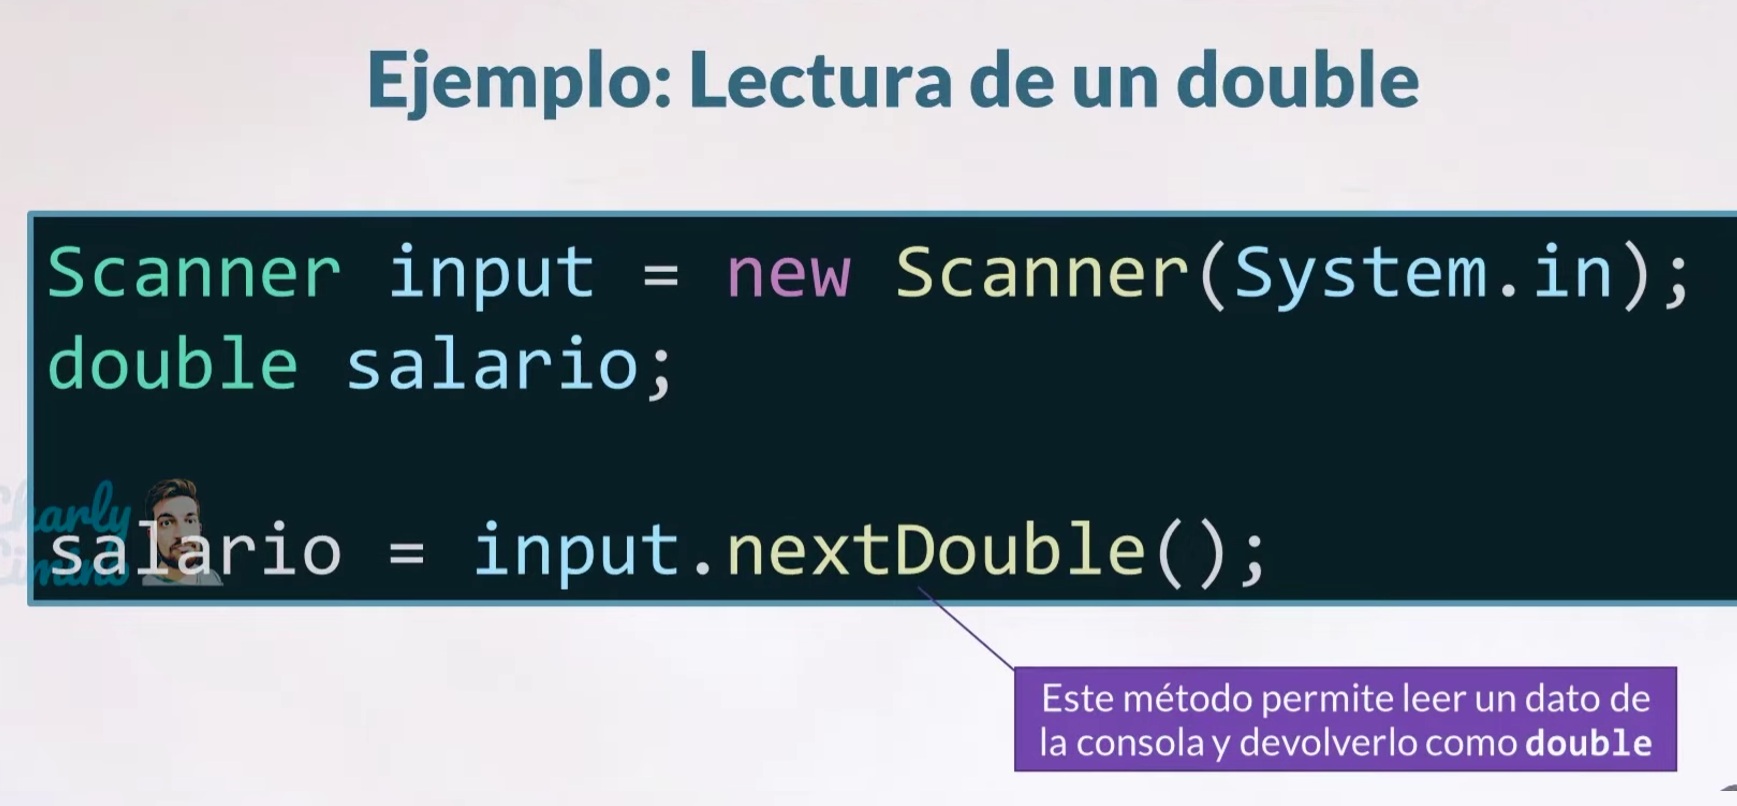 Ejemplo: Lectura de un double
Scanner input = new Scanner(System.in);
double salario;
Charly
Cimino
salario = input.nextDouble();
Este método permite leer un dato de
la consola y devolverlo como double